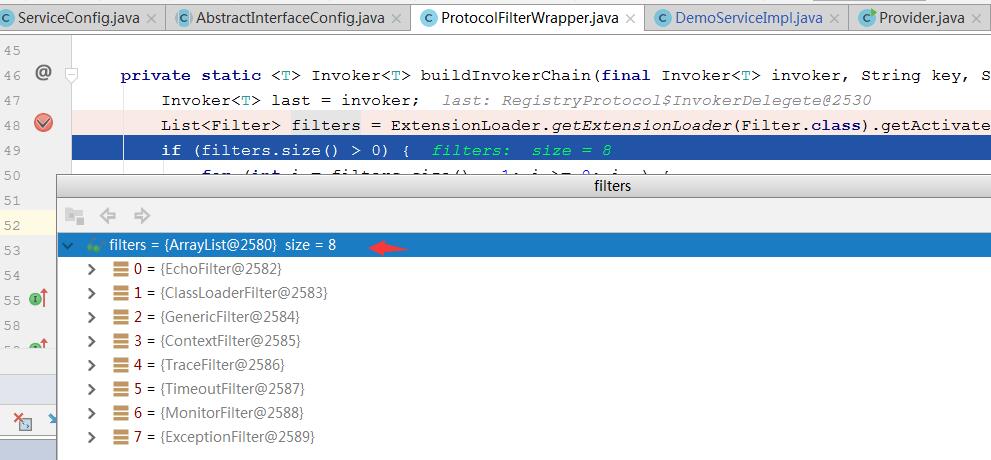 ServiceConfig.java × AbstractInterfaceConfig.java × ProtocolFilterWrapper.java × DemoServiceImpl.java × Provider.java ×
45
46 @ private static <T> Invoker<T> buildInvokerChain(final Invoker<T> invoker, String key, S
47 Invoker<T> last = invoker; last: RegistryProtocol$InvokerDelegete@2530
48 List<Filter> filters = ExtensionLoader.getExtensionLoader(Filter.class).getActivate
49 if (filters.size() > 0) { filters: size = 8
50
51 filters
52
53 filters = {ArrayList@2580} size = 8
54 0 = {EchoFilter@2582}
55 1 = {ClassLoaderFilter@2583}
58 2 = {GenericFilter@2584}
3 = {ContextFilter@2585}
4 = {TraceFilter@2586}
5 = {TimeoutFilter@2587}
6 = {MonitorFilter@2588}
7 = {ExceptionFilter@2589}